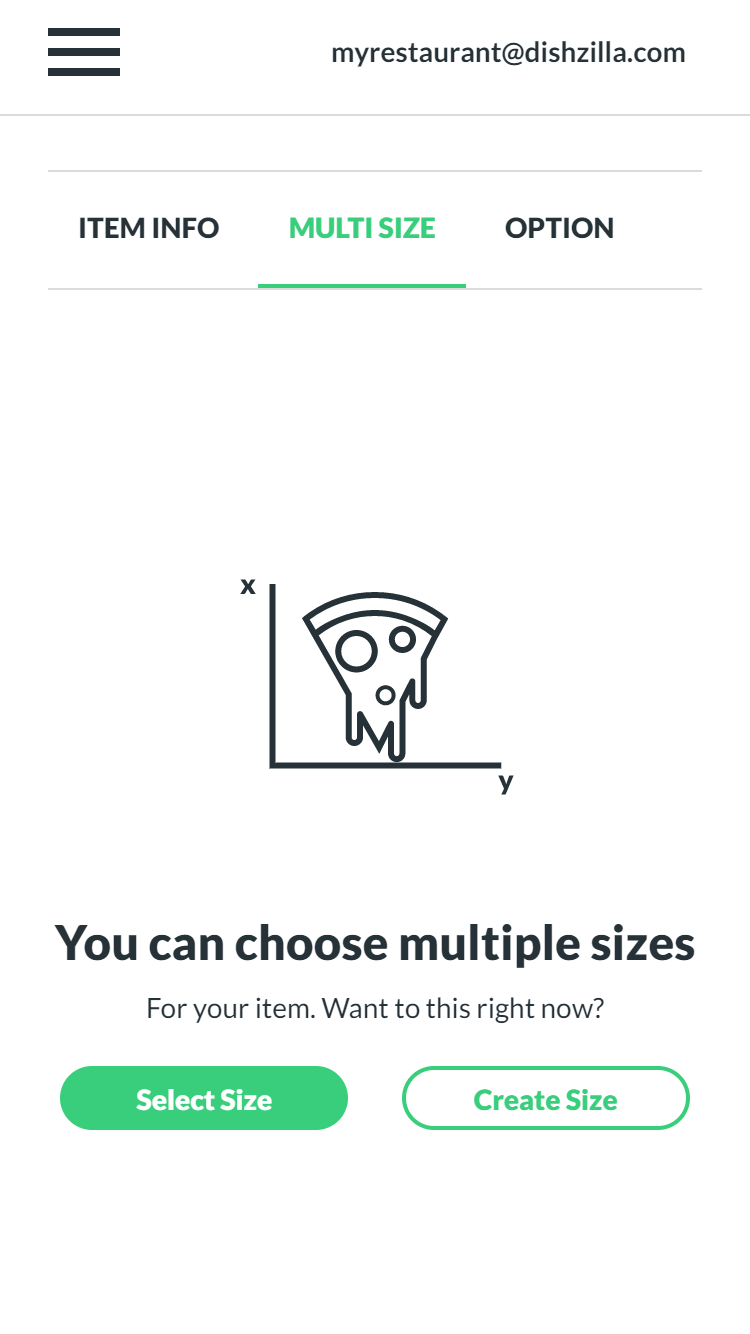 myrestaurant@dishzilla.com
ITEM INFO MULTI SIZE OPTION
x
y
You can choose multiple sizes
For your item. Want to this right now?
Select Size Create Size